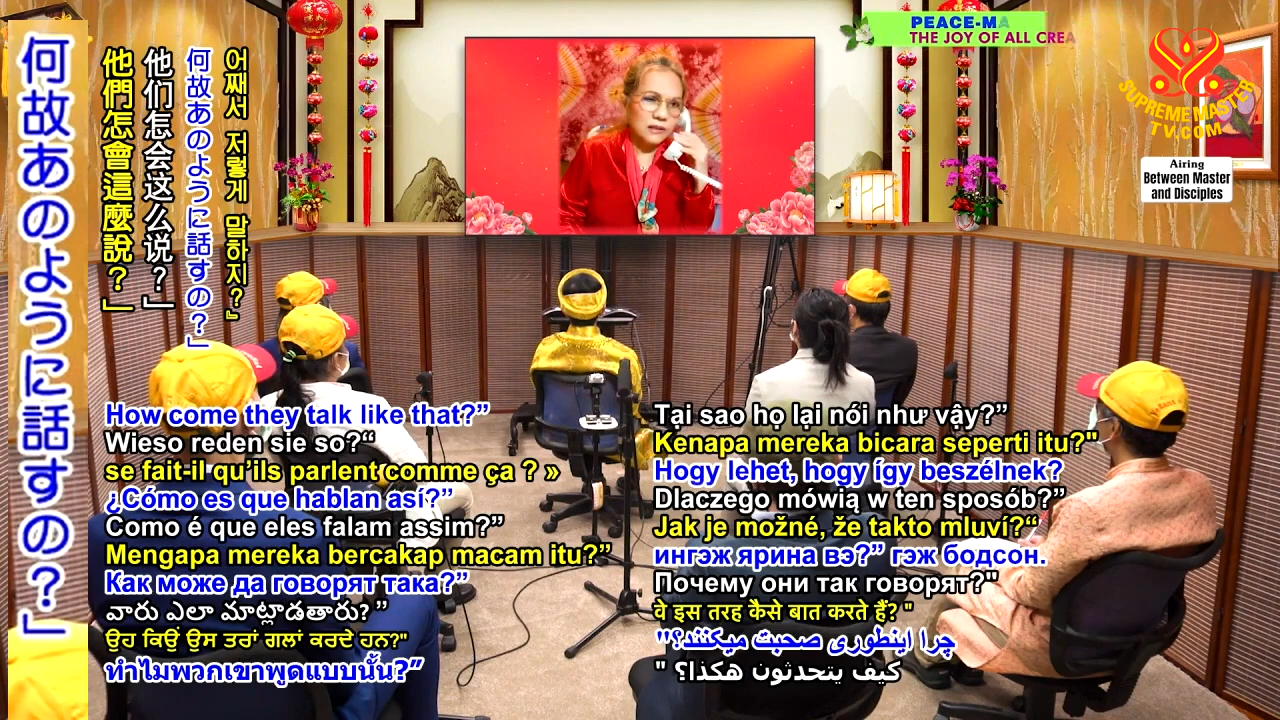 何故あのように話すの？」
他們怎會這麼說？」
他们怎会这么说？」
何故あのように話すの？」
어째서 저렇게 말하지?』
PEACE-MA
THE JOY OF ALL CREA
SUPREME MASTER
TV.COM
Airing
Between Master
and Disciples
How come they talk like that?”
Wieso reden sie so?“
se fait-il qu’ils parlent comme ça ? »
¿Cómo es que hablan así?”
Como é que eles falam assim?”
Mengapa mereka bercakap macam itu?”
Как може да говорят така?”
వారు ఎలా మాట్లాడతారు? ”
ਉਹ ਕਿਉਂ ਉਸ ਤਰਾਂ ਗਲਾਂ ਕਰਦੇ ਹਨ?"
ทำไมพวกเขาพูดแบบนั้น?”
Tại sao họ lại nói như vậy?”
Kenapa mereka bicara seperti itu?"
Hogy lehet, hogy így beszélnek?
Dlaczego mówią w ten sposób?”
Jak je možné, že takto mluví?“
ингэж ярина вэ?” гэж бодсон.
Почему они так говорят?"
वे इस तरह कैसे बात करते हैं? "
چرا اینطوری صحبت میکنند؟"
كيف يتحدثون هكذا؟ "